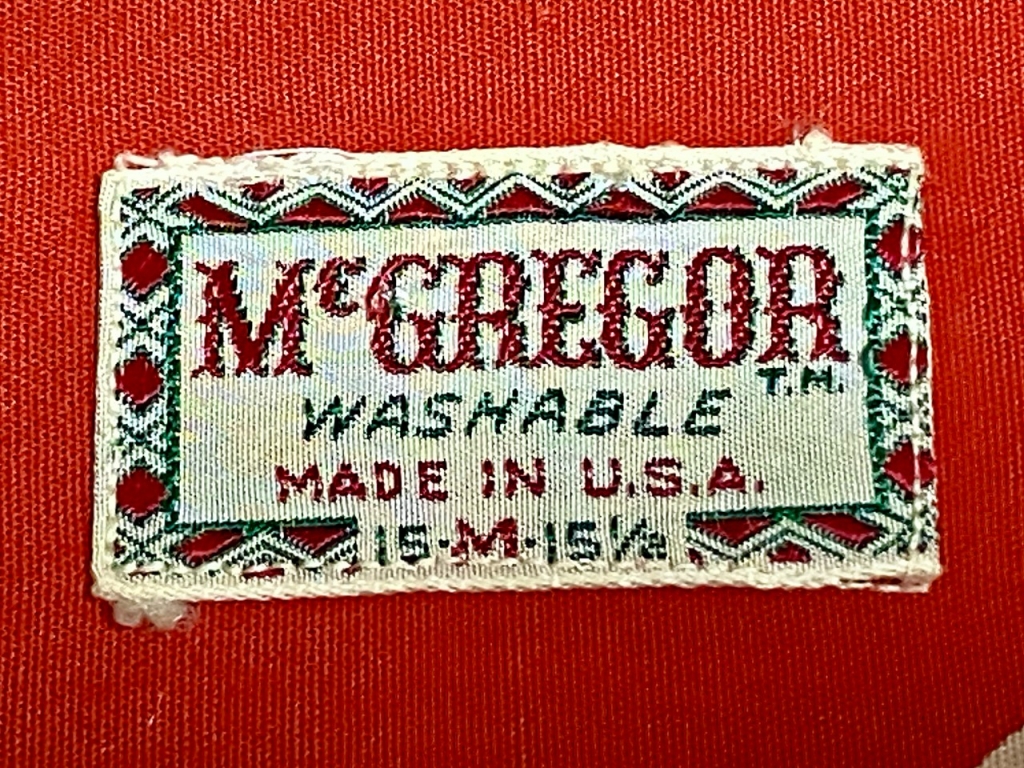 McGREGOR
T.M.
WASHABLE
MADE IN U.S.A.
15·M·15½